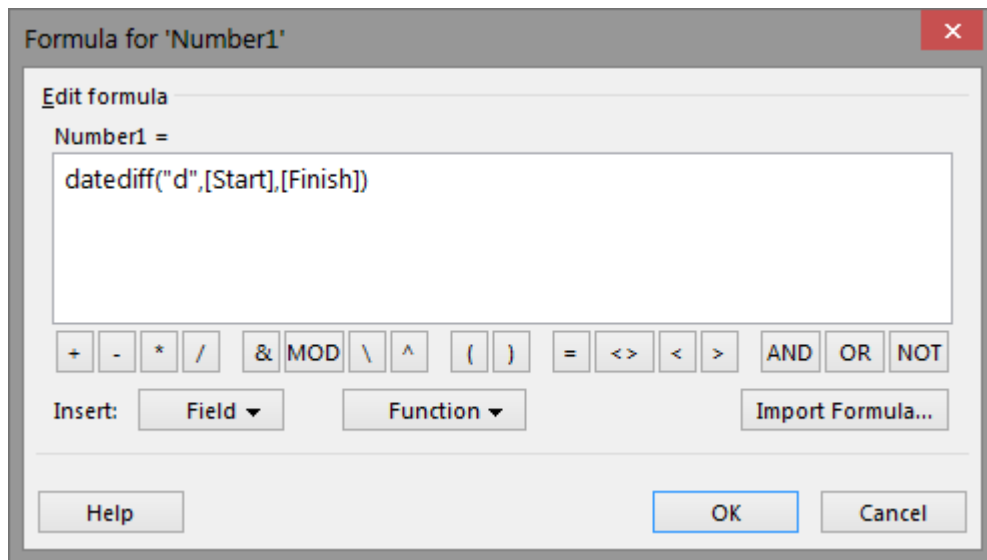 Formula for 'Number1'
Edit formula
Number1 =
datediff("d",[Start],[Finish])
+ - * / & MOD \ ^ ( ) = <> < > AND OR NOT
Insert: Field Function Import Formula...
Help OK Cancel